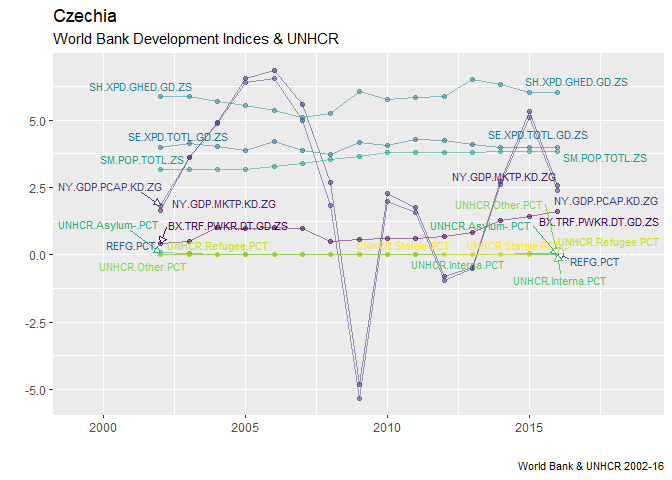 Czechia
World Bank Development Indices & UNHCR
SH.XPD.GHED.GD.ZS
SH.XPD.GHED.GD.ZS
5.0
SE.XPD.TOTL.GD.ZS
SE.XPD.TOTL.GD.ZS
SM.POP.TOTL.ZS
SM.POP.TOTL.ZS
NY.GDP.PCAP.KD.ZG
NY.GDP.MKTP.KD.ZG
2.5
NY.GDP.MKTP.KD.ZG
UNHCR.Other.PCT
NY.GDP.PCAP.KD.ZG
UNHCR.Asylum-.PCT
BX.TRF.PWKR.DT.GD.ZS
UNHCR.Asylum-.PCT
BX.TRF.PWKR.DT.GD.ZS
REFG.PCT
UNHCR.Refugee.PCT
UNHCR.Statele.PCT
UNHCR.Statele.PCT
UNHCR.Refugee.PCT
0.0
UNHCR.Other.PCT
UNHCR.Interna.PCT
REFG.PCT
UNHCR.Interna.PCT
-2.5
-5.0
2000 2005 2010 2015
World Bank & UNHCR 2002-16